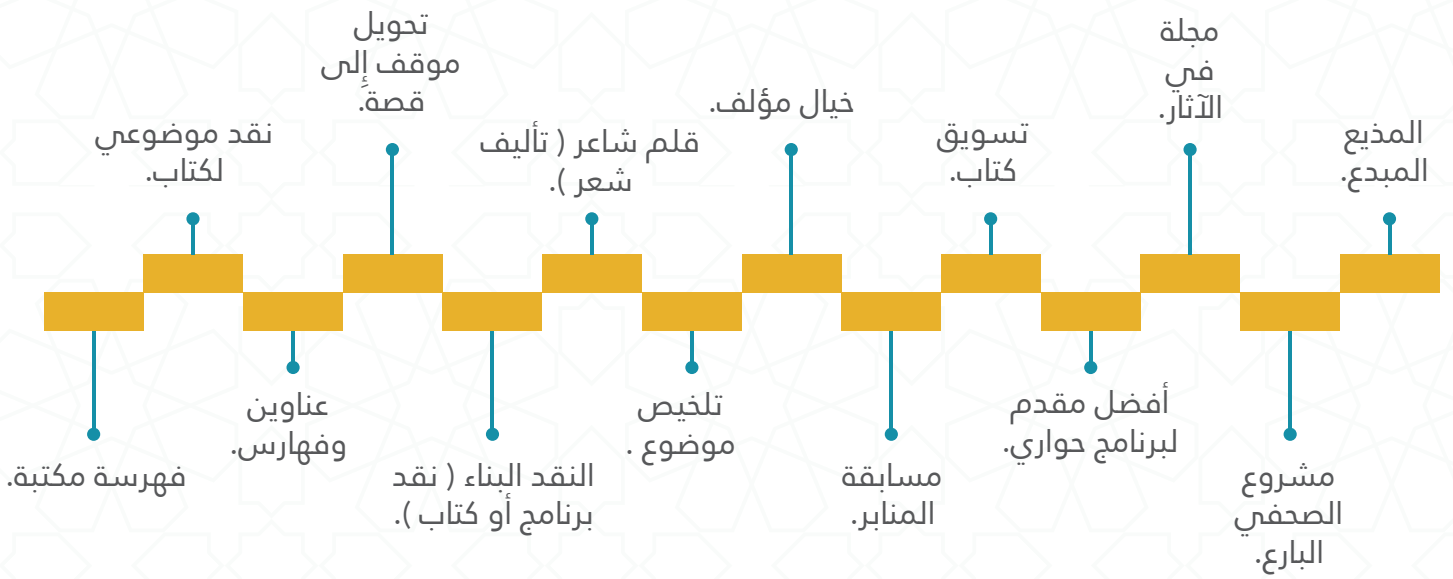 المذيع
المبدع.
مشروع
الصحفي
البارع.
مجلة
في
الآثار.
أفضل مقدم
لبرنامج حواري.
تسويق
كتاب.
مسابقة
المنابر.
خيال مؤلف.
تلخيص
موضوع .
قلم شاعر ( تأليف
شعر ).
النقد البناء ( نقد
برنامج أو كتاب ).
تحويل
موقف إِلى
قصة.
عناوين
وفهارس.
نقد موضوعي
لكتاب.
فهرسة مكتبة.